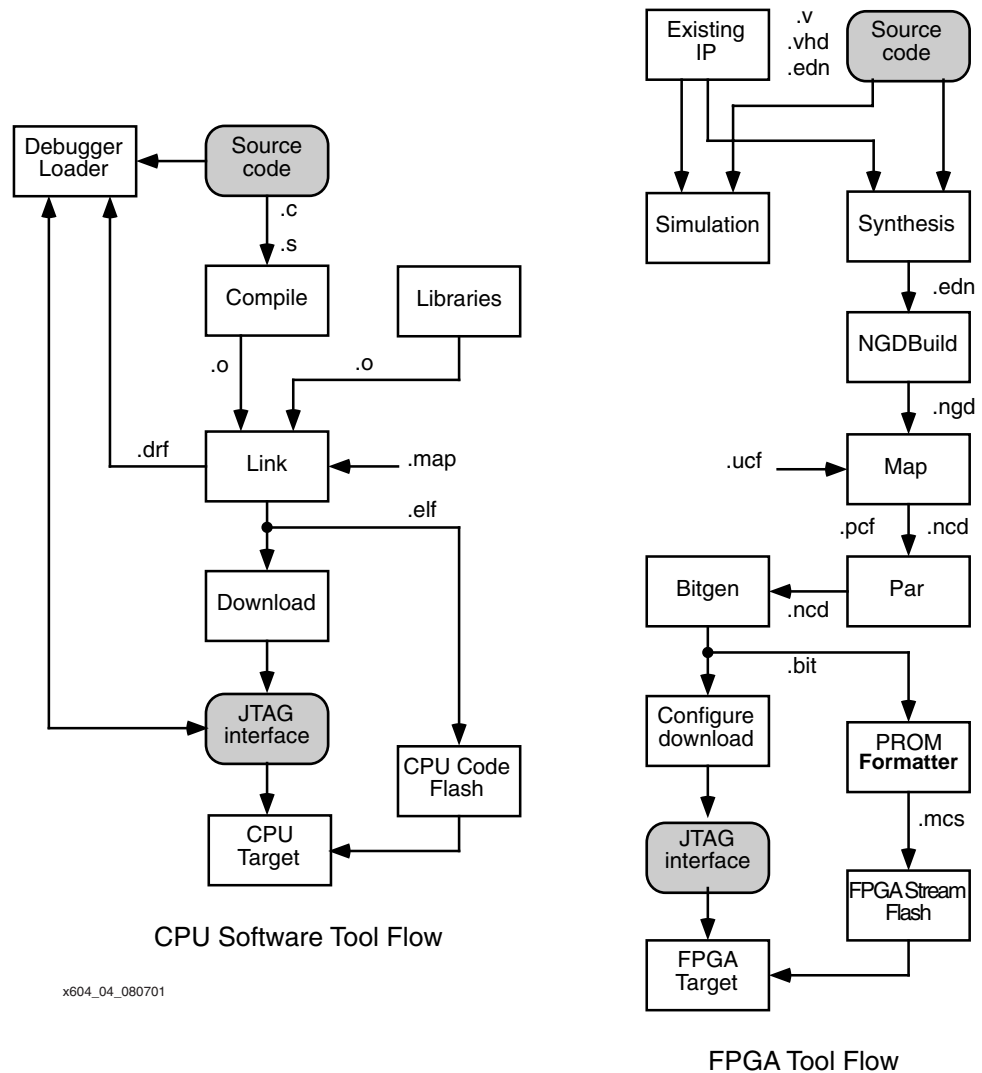 Debugger
Loader
Source
code
.c
.s
Compile
Libraries
.o
.o
.drf
Link
.map
.elf
Download
JTAG
interface
CPU Code
Flash
CPU
Target
CPU Software Tool Flow
x604_04_080701
Existing
IP
.v
.vhd
.edn
Source
code
Simulation
Synthesis
.edn
NGDBuild
.ngd
.ucf
Map
.pcf
.ncd
Bitgen
.ncd
Par
.bit
Configure
download
PROM
Formatter
.mcs
JTAG
interface
FPGA Stream
Flash
FPGA
Target
FPGA Tool Flow